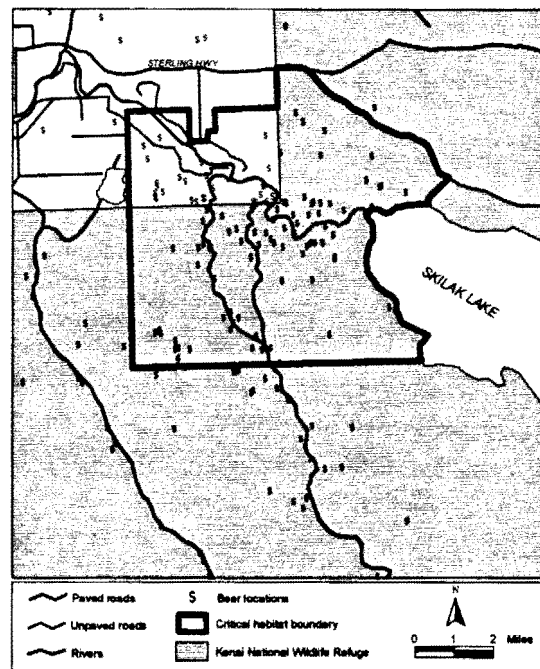 STERLING HWY
SKILAK LAKE
Paved roads
Unpaved roads
Rivers
S Bear locations
Critical habitat boundary
Kenai National Wildlife Refuge
N
0 1 2 Miles